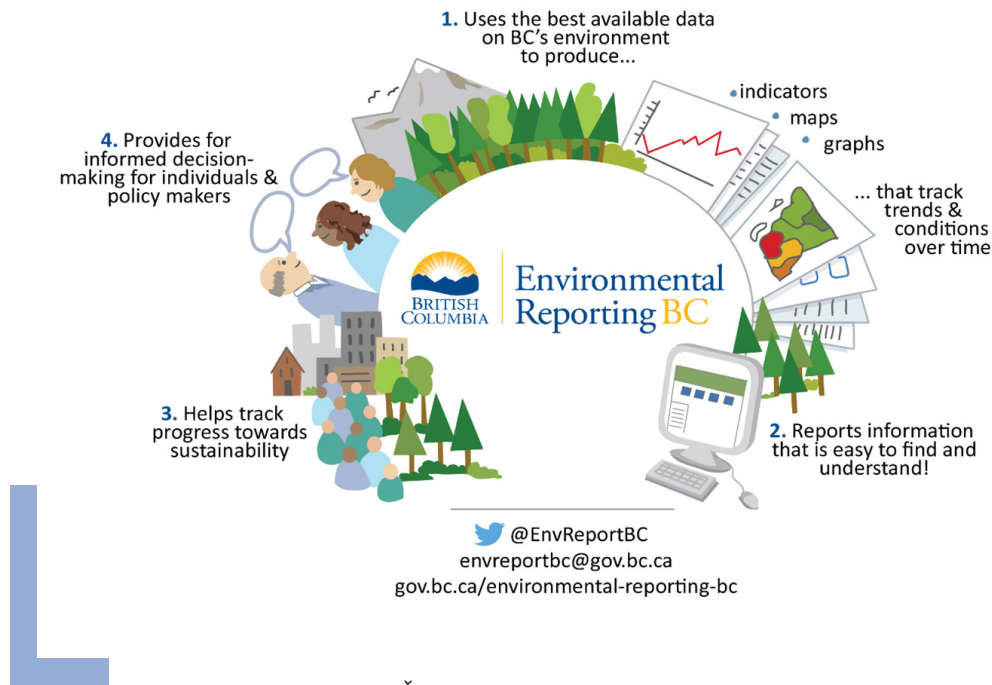 1. Uses the best available data
on BC's environment
to produce...
indicators
maps
graphs
... that track
trends &
conditions
over time
2. Reports information
that is easy to find and
understand!
3. Helps track
progress towards
sustainability
4. Provides for
informed decision-
making for individuals &
policy makers
BRITISH
COLUMBIA
Environmental
Reporting BC
@EnvReportBC
envreportbc@gov.bc.ca
gov.bc.ca/environmental-reporting-bc